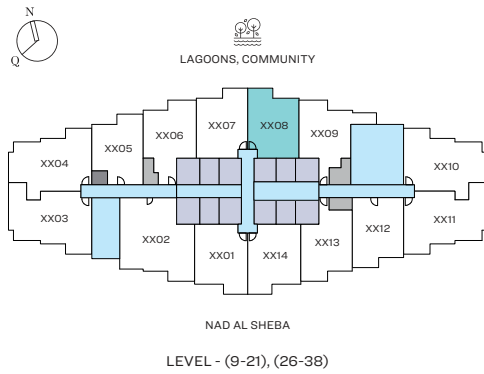 N
Q
LAGOONS, COMMUNITY
XX07
XX08
XX06
XX09
XX05
XX04
XX10
XX03
XX11
XX02
XX12
XX01
XX14
XX13
NAD AL SHEBA
LEVEL - (9-21), (26-38)